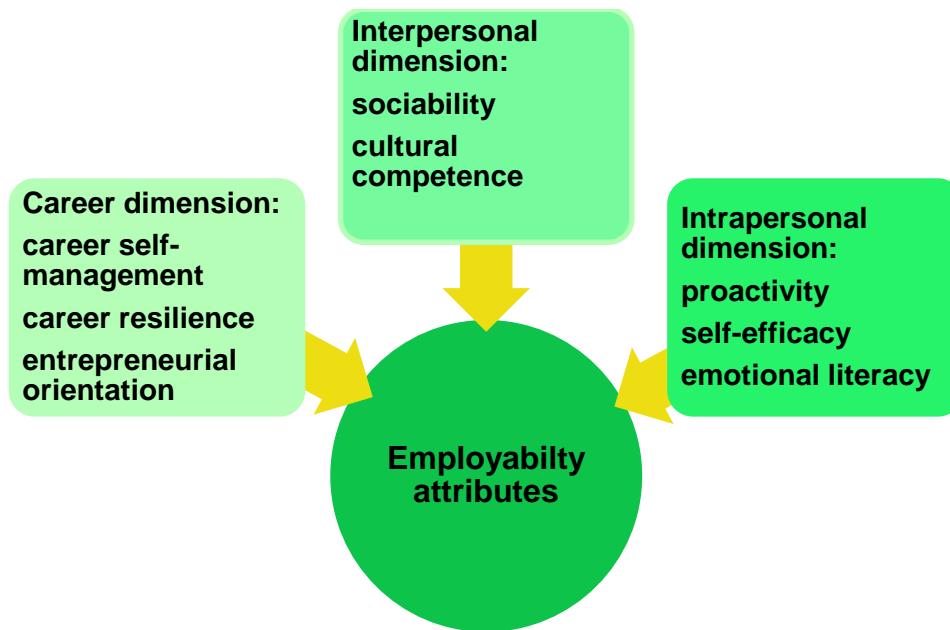 Interpersonal
dimension:
sociability
cultural
competence
Career dimension:
career self-
management
career resilience
entrepreneurial
orientation
Intrapersonal
dimension:
proactivity
self-efficacy
emotional literacy
Employabilty
attributes